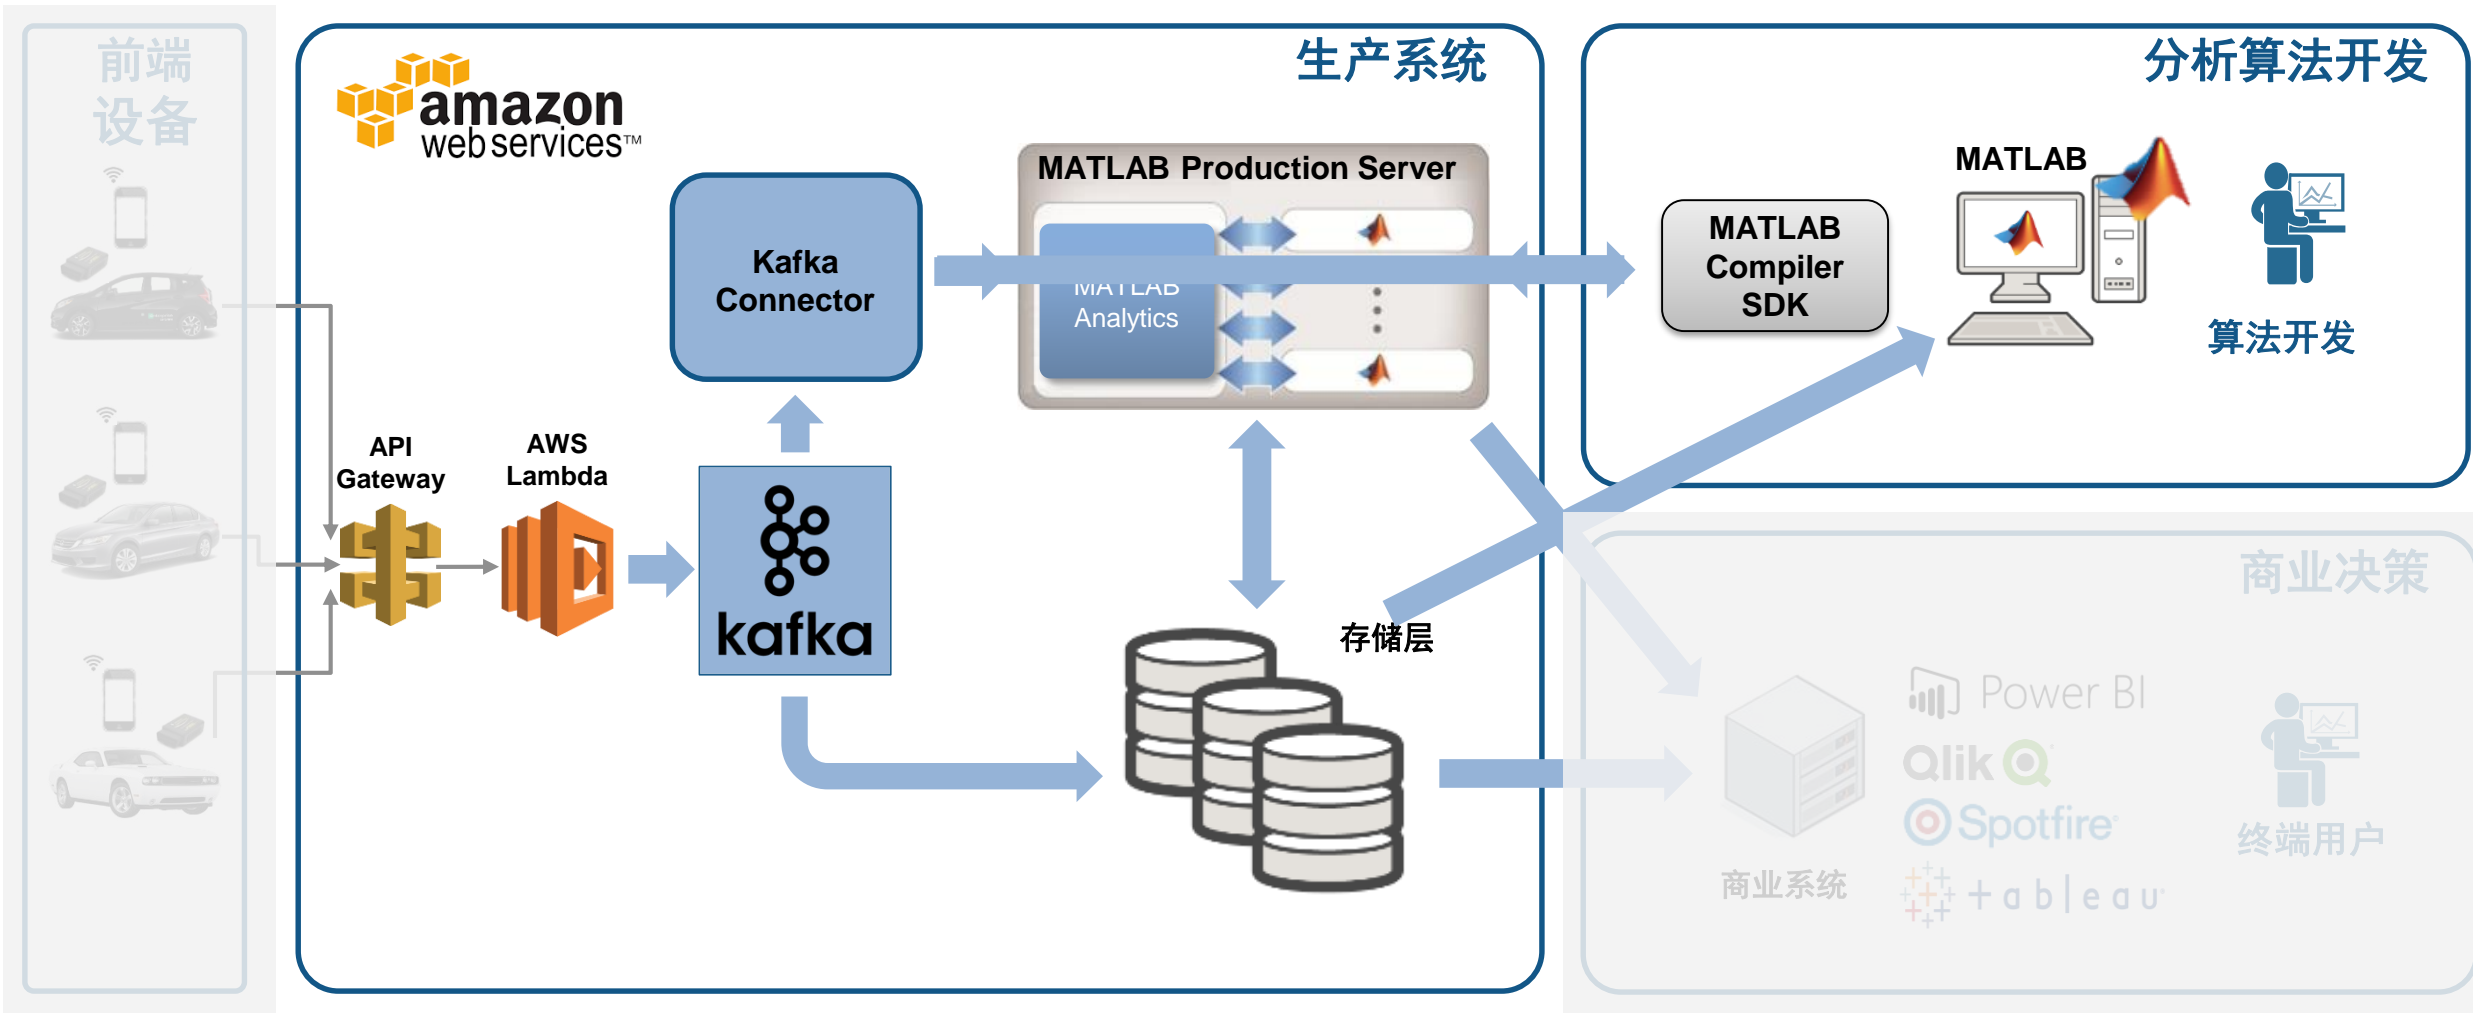 前端
设备
生产系统
amazon
web services™
Kafka
Connector
MATLAB Production Server
MATLAB
Analytics
API
Gateway
AWS
Lambda
kafka
存储层
分析算法开发
MATLAB
MATLAB
Compiler
SDK
算法开发
商业决策
Power BI
Qlik
Spotfire
+ableau
商业系统
终端用户